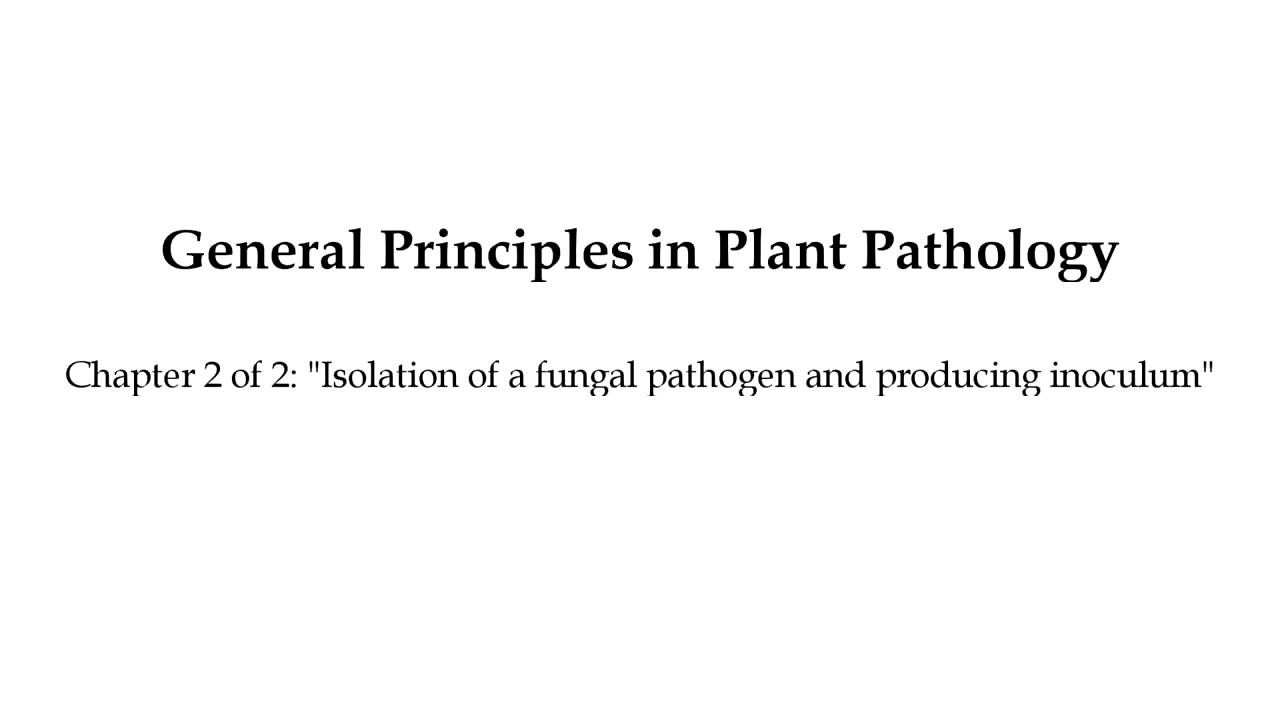 General Principles in Plant Pathology
Chapter 2 of 2: "Isolation of a fungal pathogen and producing inoculum"